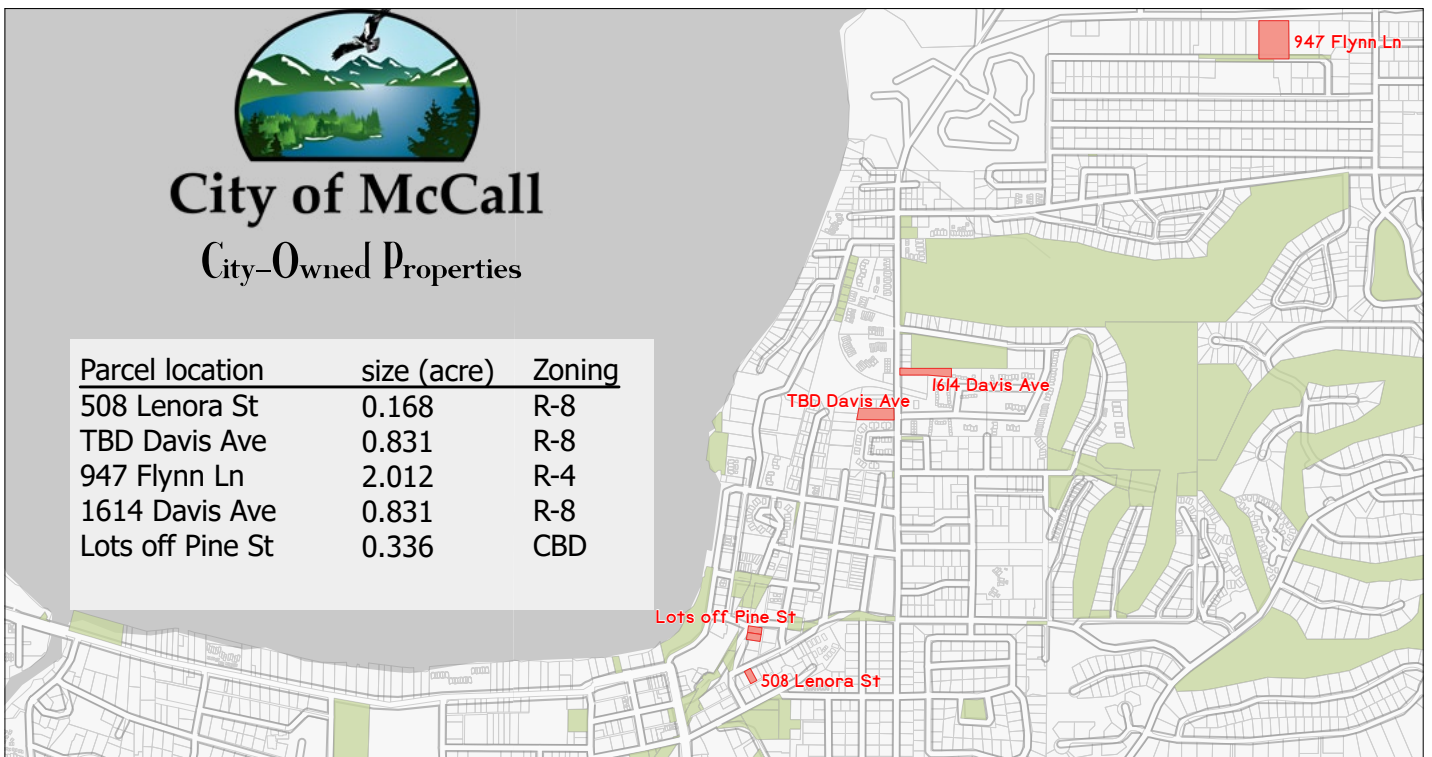 City of McCall
City-Owned Properties
Parcel location size (acre) Zoning
508 Lenora St 0.168 R-8
TBD Davis Ave 0.831 R-8
947 Flynn Ln 2.012 R-4
1614 Davis Ave 0.831 R-8
Lots off Pine St 0.336 CBD
947 Flynn Ln
1614 Davis Ave
TBD Davis Ave
Lots off Pine St
508 Lenora St